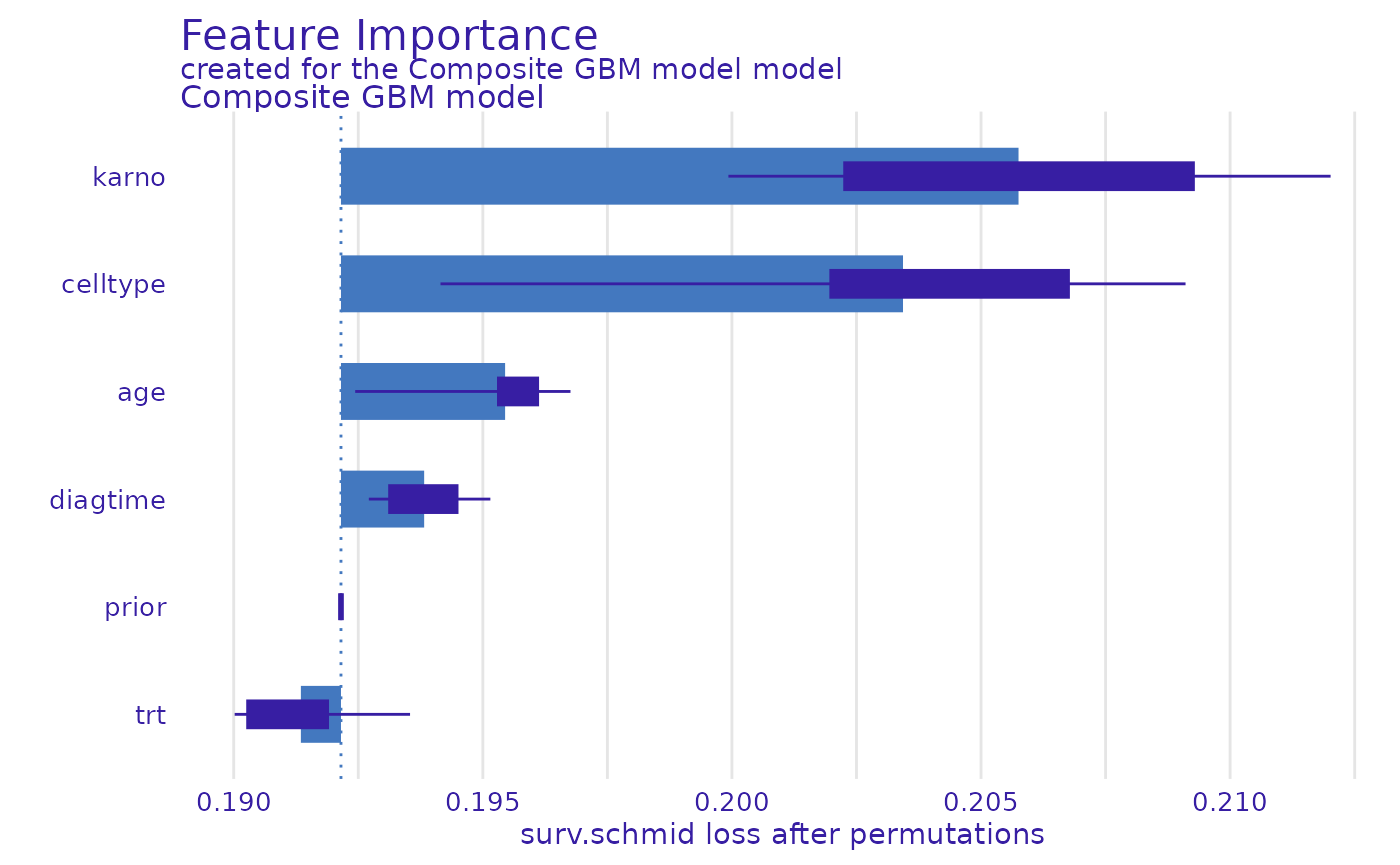 Feature Importance
created for the Composite GBM model model
Composite GBM model
karno
celltype
age
diagtime
prior
trt
0.190 0.195 0.200 0.205 0.210
surv.schmid loss after permutations